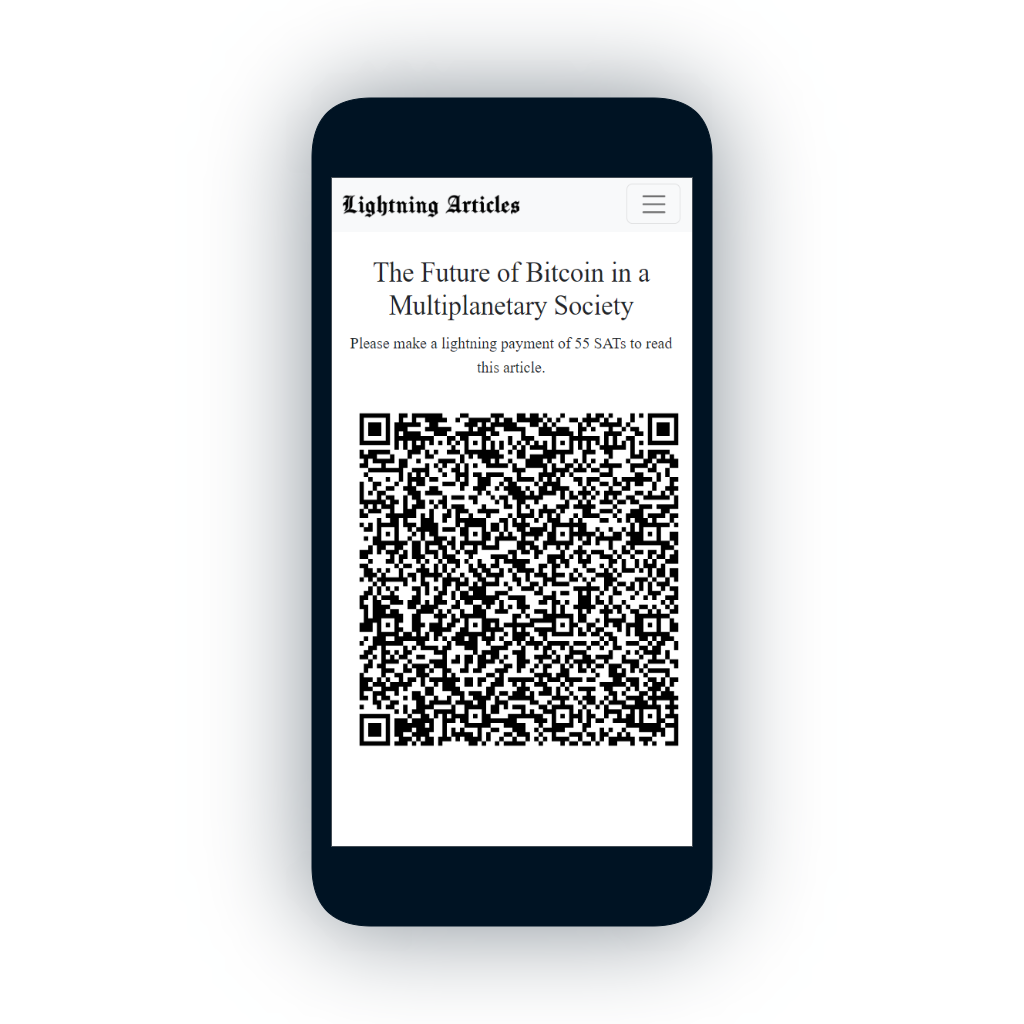 Lightning Articles
The Future of Bitcoin in a
Multiplanetary Society
Please make a lightning payment of 55 SATs to read
this article.